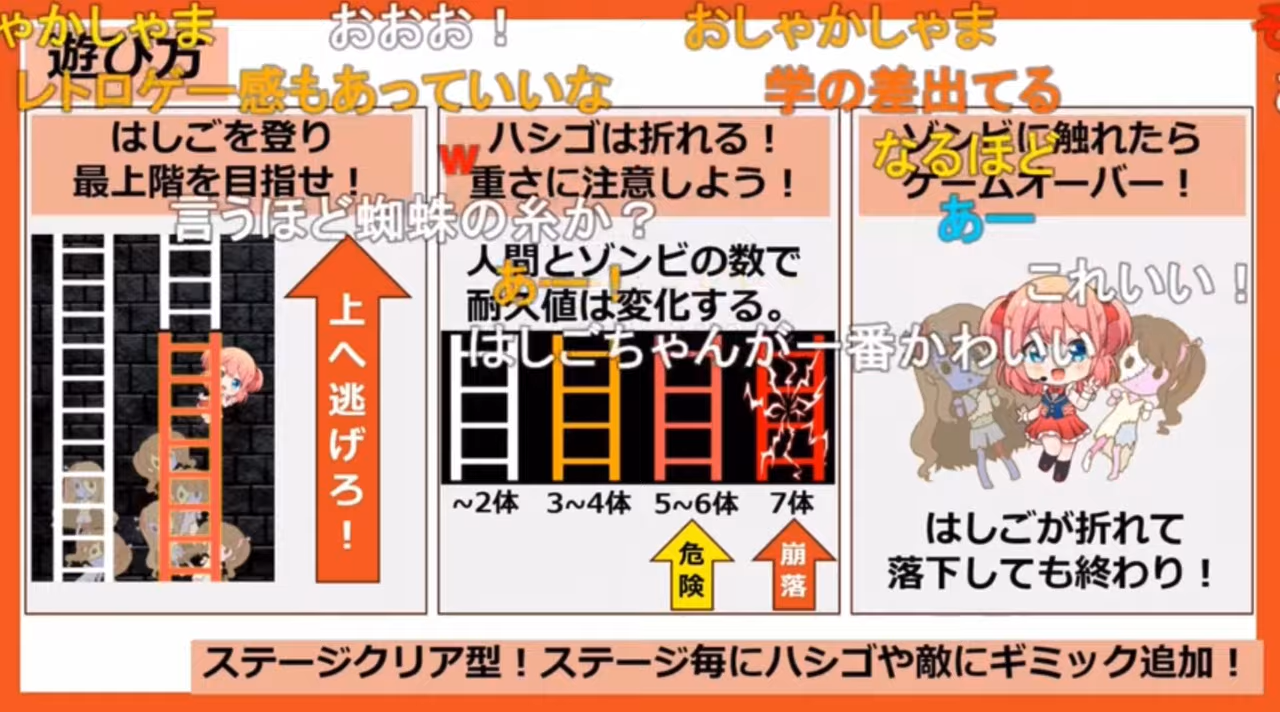 ゃかしゃま
おおお！
おしゃかしゃま
そ
遊び方
レトロゲー感もあっていいな
学の差出てる
はしごを登り
最上階を目指せ！
ハシゴは折れる！
重さに注意しよう！
w
ゾンビに触れたら
ゲームオーバー！
なるほど
言うほど蜘蛛の糸か？
あー
人間とゾンビの数で
耐久値は変化する。
あー！
これいい！
はしごちゃんが一番かわいい
上へ逃げろ！
~2体
3~4体
5~6体
7体
危険
崩落
はしごが折れて
落下しても終わり！
ステージクリア型！ステージ毎にハシゴや敵にギミック追加！